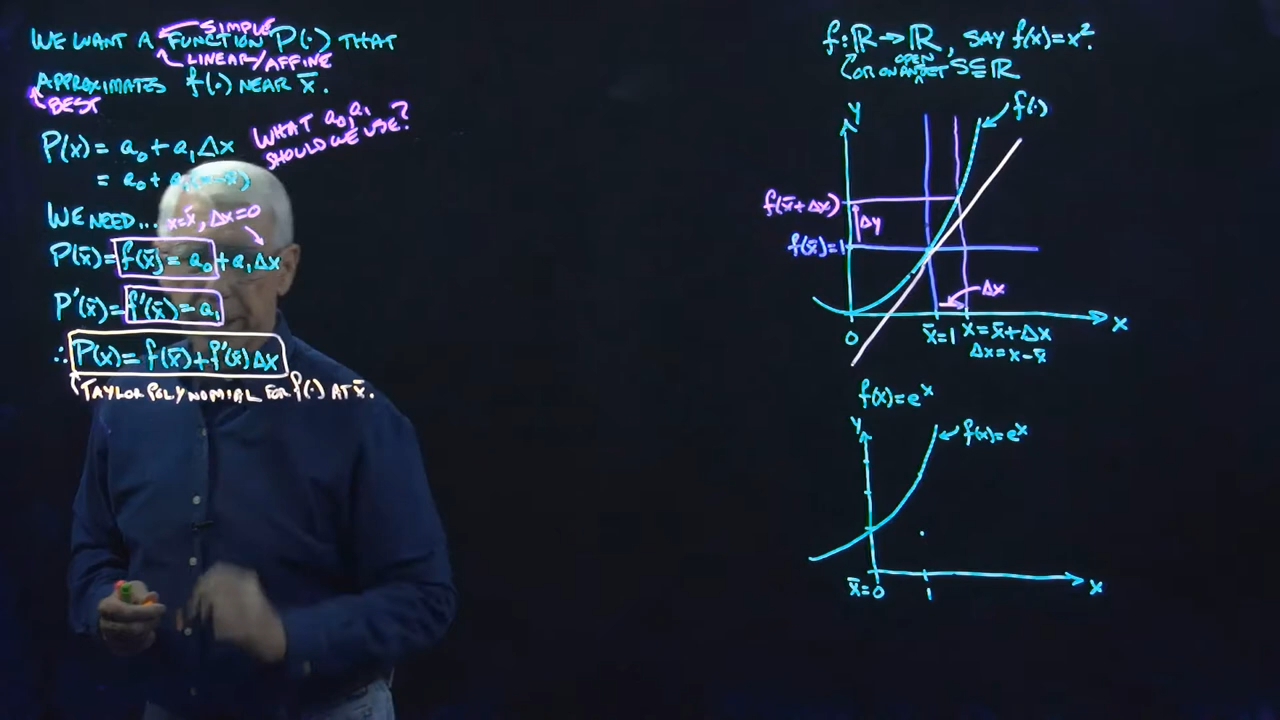 SIMPLE
WE WANT A FUNCTION P(·) THAT
LINEAR/AFFINE
APPROXIMATES f(·) NEAR x̄.
BEST
WHAT a₀,a₁
SHOULD WE USE?
P(x) = a₀ + a₁Δx
= a₀ + a₁(x-x̄)
WE NEED... x=x̄, Δx=0
P(x̄) = f(x̄) = a₀ + a₁Δx
P'(x̄) = f'(x̄) = a₁
∴ P(x) = f(x̄) + f'(x̄)Δx
TAYLOR POLYNOMIAL FOR f(·) AT x̄.
f: ℝ → ℝ, SAY f(x) = x².
OPEN
OR ON AN SET S⊆ℝ
y
f(·)
f(x̄+Δx)
Δy
f(x̄)=1
Δx
0
x̄=1
x=x̄+Δx
x
Δx=x-x̄
f(x)=eˣ
y
f(x)=eˣ
x̄=0
1
x